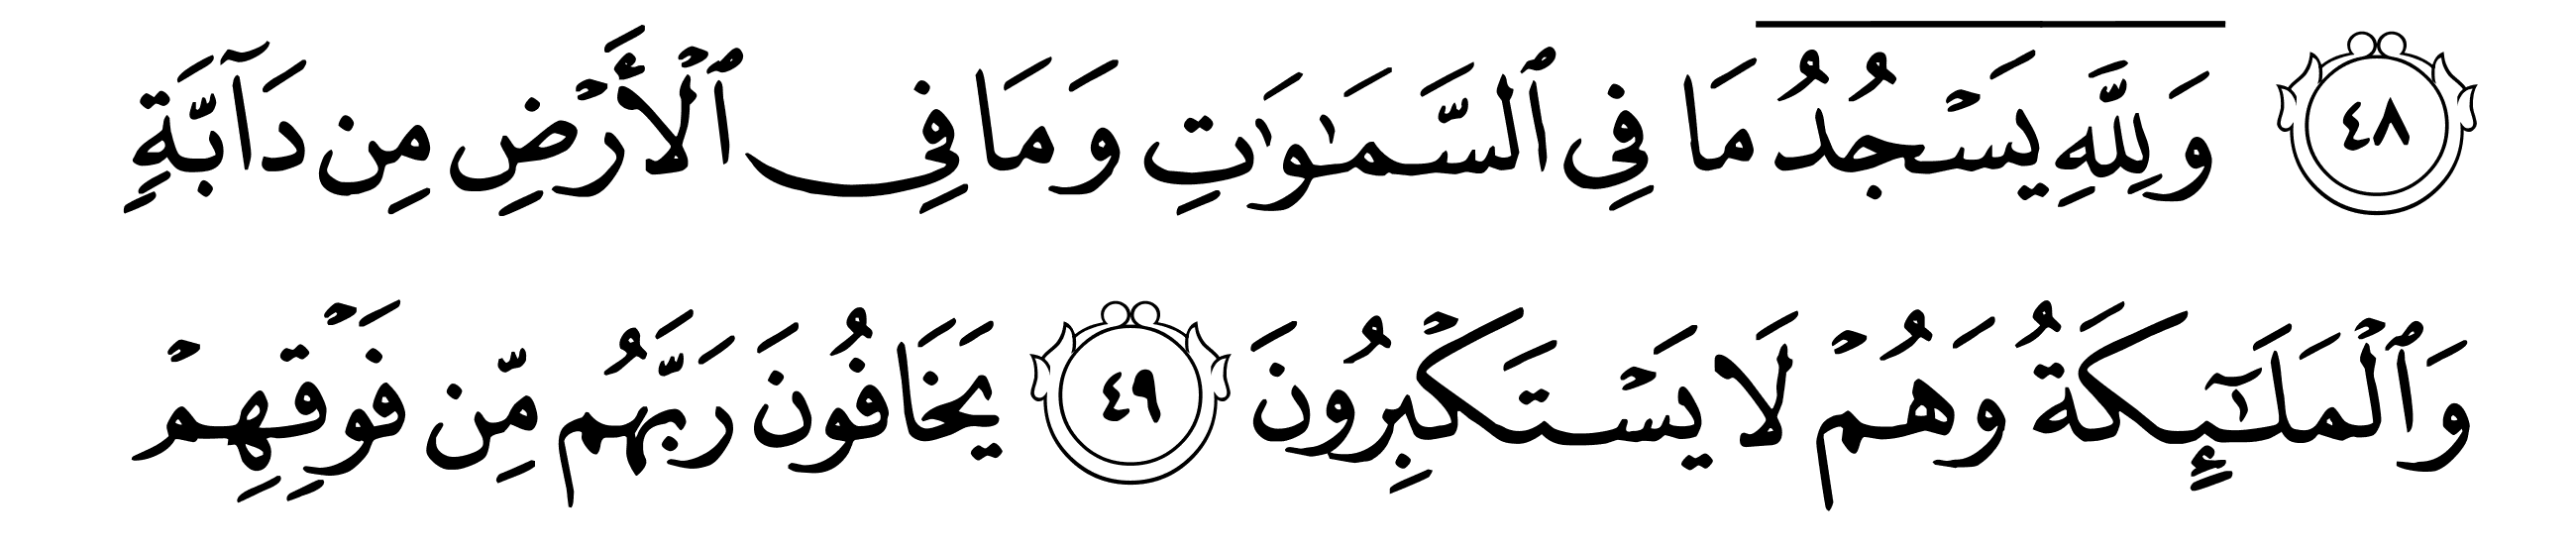 ٤٨ وَلِلَّهِ يَسۡجُدُ مَا فِي ٱلسَّمَٰوَٰتِ وَمَا فِي ٱلۡأَرۡضِ مِن دَآبَّةٖ
وَٱلۡمَلَٰٓئِكَةُ وَهُمۡ لَا يَسۡتَكۡبِرُونَ ٤٩ يَخَافُونَ رَبَّهُم مِّن فَوۡقِهِمۡ